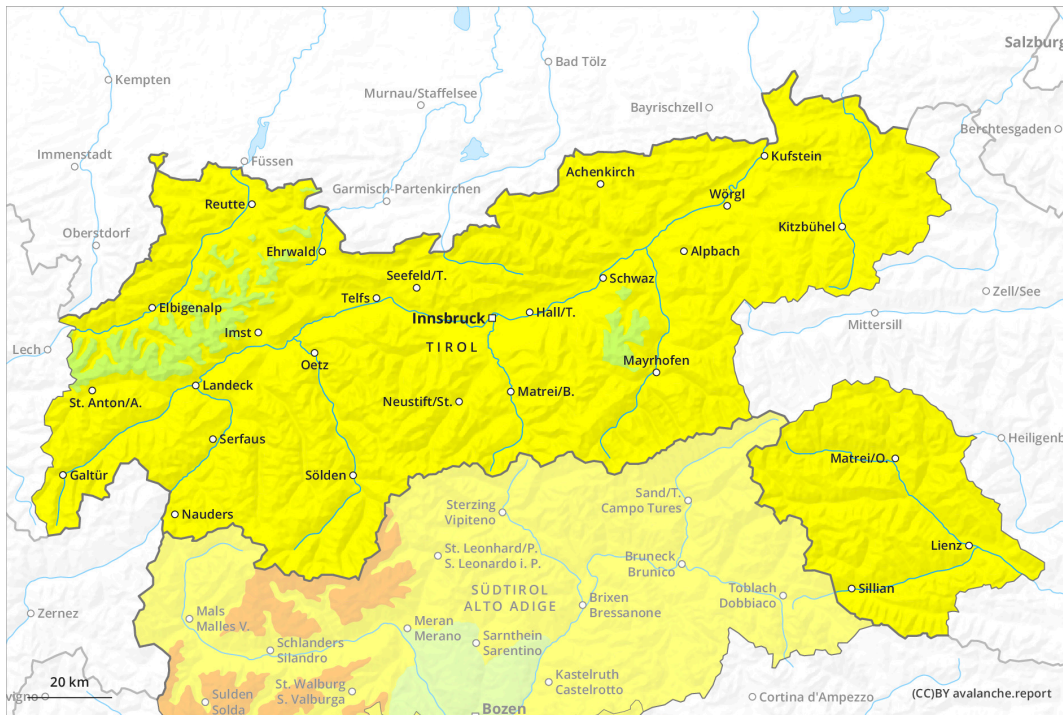 Salzburg
Kempten
Bad Tölz
Murnau/Staffelsee
Bayrischzell
Berchtesgaden
Immenstadt
Füssen
Kufstein
Achenkirch
Garmisch-Partenkirchen
Reutte
Wörgl
Oberstdorf
Kitzbühel
Ehrwald
Alpbach
Seefeld/T.
Schwaz
Zell/See
Telfs
Elbigenalp
Innsbruck
Hall/T.
Mittersill
Imst
TIROL
Lech
Oetz
Mayrhofen
Landeck
St. Anton/A.
Neustift/St.
Matrei/B.
Serfaus
Heiligenb
Matrei/O.
Galtür
Sölden
Sand/T.
Campo Tures
Sterzing
Vipiteno
Nauders
Lienz
St. Leonhard/P.
S. Leonardo i. P.
Bruneck
Brunico
SÜDTIROL
ALTO ADIGE
Toblach
Dobbiaco
Sillian
Brixen
Bressanone
Zernez
Mals
Malles V.
Meran
Merano
Sarnthein
Sarentino
Schlanders
Silandro
Kastelruth
Castelrotto
20 km
St. Walburg
S. Valburga
vigno
Sulden
Solda
Cortina d'Ampezzo
(CC)BY avalanche.report
Bozen